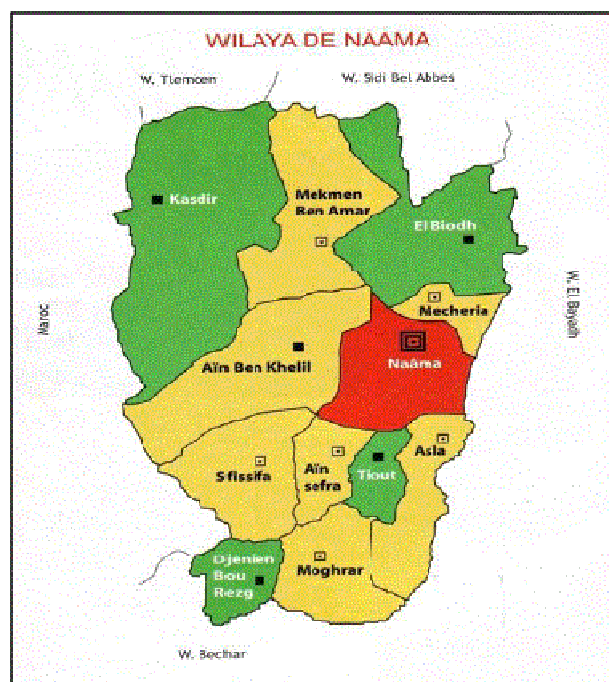 WILAYA DE NAAMA
W. Tlemcen
W. Sidi Bel Abbes
Kasdir
Mekmen
Ben Amar
El Biodh
Maroc
W. El Bayadh
Mecheria
Naâma
Aïn Ben Khelil
Asla
Sfissifa
Aïn
sefra
Tiout
Djenien
Bou
Rezg
Moghrar
W. Bechar